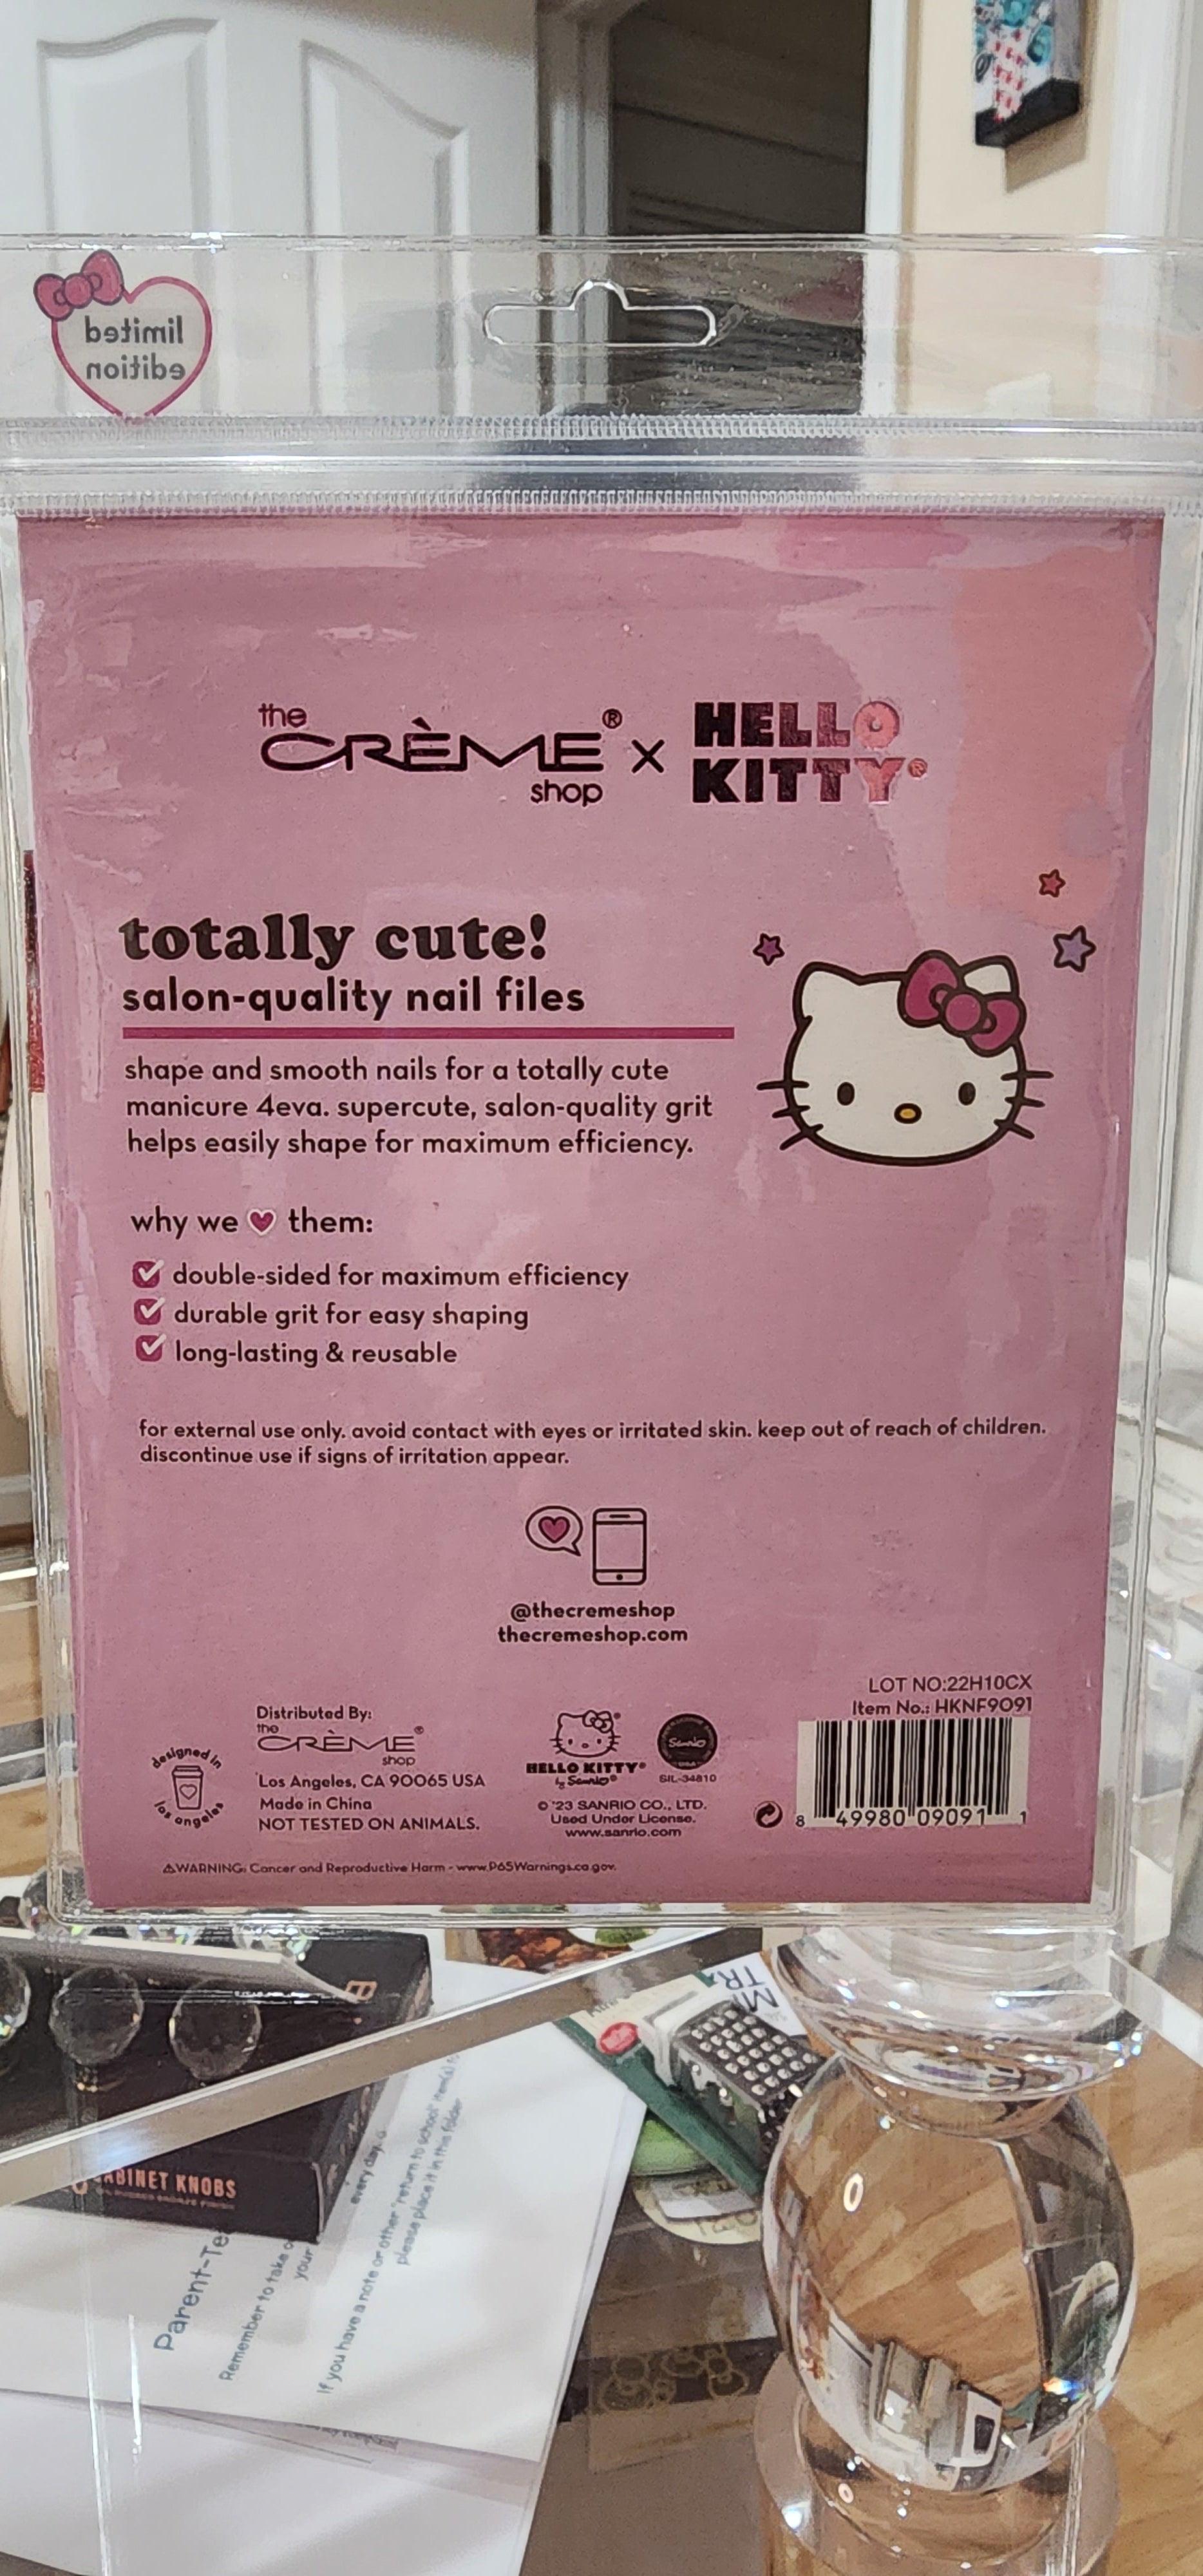 limited
edition
the
CRÈME®
shop
x
HELLO
KITTY®
totally cute!
salon-quality nail files
shape and smooth nails for a totally cute
manicure 4eva. supercute, salon-quality grit
helps easily shape for maximum efficiency.
why we ♥ them:
double-sided for maximum efficiency
durable grit for easy shaping
long-lasting & reusable
for external use only. avoid contact with eyes or irritated skin. keep out of reach of children.
discontinue use if signs of irritation appear.
@thecremeshop
thecremeshop.com
LOT NO:22H10CX
Item No.: HKNF9091
8 49980 09091 1
designed in
los angeles
Distributed By:
the
CRÈME®
shop
Los Angeles, CA 90065 USA
Made in China
NOT TESTED ON ANIMALS.
HELLO KITTY®
by Sanrio®
Sanrio
SIL-34810
© '23 SANRIO CO., LTD.
Used Under License.
www.sanrio.com
⚠WARNING: Cancer and Reproductive Harm - www.P65Warnings.ca.gov.
CABINET KNOBS
Parent-Te
Remember to take
your
every day.
If you have a note or other "return to school" item(s)
please place it in this folder